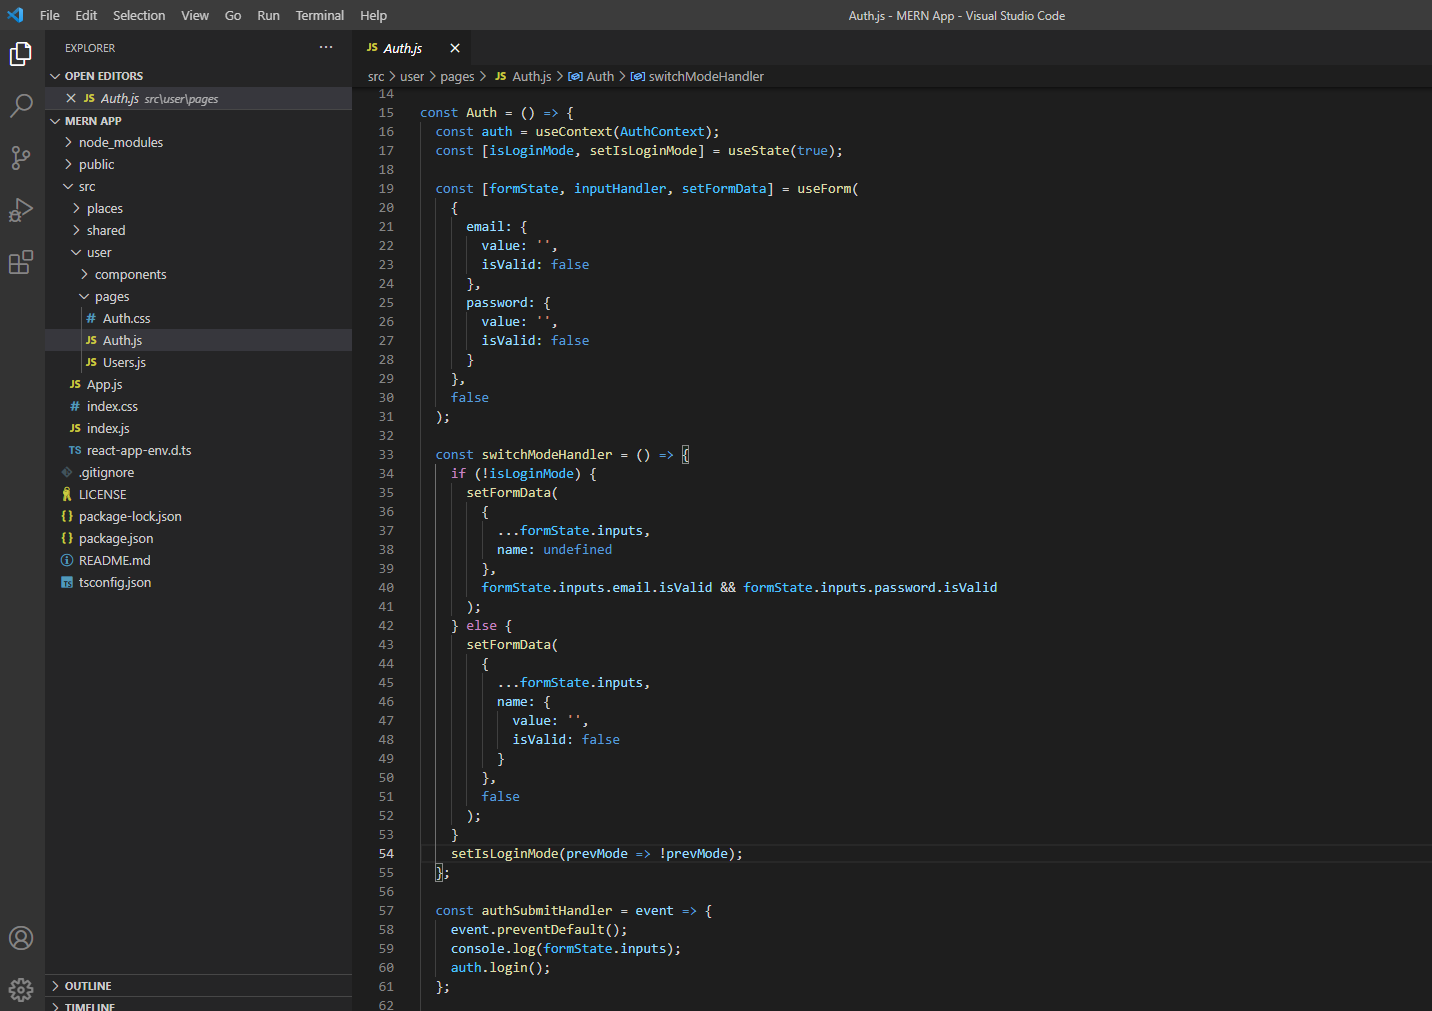 File Edit Selection View Go Run Terminal Help
Auth.js - MERN App - Visual Studio Code
EXPLORER ...
OPEN EDITORS
JS Auth.js src\user\pages
MERN APP
node_modules
public
src
places
shared
user
components
pages
# Auth.css
JS Auth.js
JS Users.js
JS App.js
# index.css
JS index.js
TS react-app-env.d.ts
.gitignore
LICENSE
{} package-lock.json
{} package.json
README.md
TS tsconfig.json
OUTLINE
TIMELINE
JS Auth.js
src > user > pages > JS Auth.js > Auth > switchModeHandler
14
15 const Auth = () => {
16 const auth = useContext(AuthContext);
17 const [isLoginMode, setIsLoginMode] = useState(true);
18
19 const [formState, inputHandler, setFormData] = useForm(
20 {
21 email: {
22 value: '',
23 isValid: false
24 },
25 password: {
26 value: '',
27 isValid: false
28 }
29 },
30 false
31 );
32
33 const switchModeHandler = () => {
34 if (!isLoginMode) {
35 setFormData(
36 {
37 ...formState.inputs,
38 name: undefined
39 },
40 formState.inputs.email.isValid && formState.inputs.password.isValid
41 );
42 } else {
43 setFormData(
44 {
45 ...formState.inputs,
46 name: {
47 value: '',
48 isValid: false
49 }
50 },
51 false
52 );
53 }
54 setIsLoginMode(prevMode => !prevMode);
55 };
56
57 const authSubmitHandler = event => {
58 event.preventDefault();
59 console.log(formState.inputs);
60 auth.login();
61 };
62